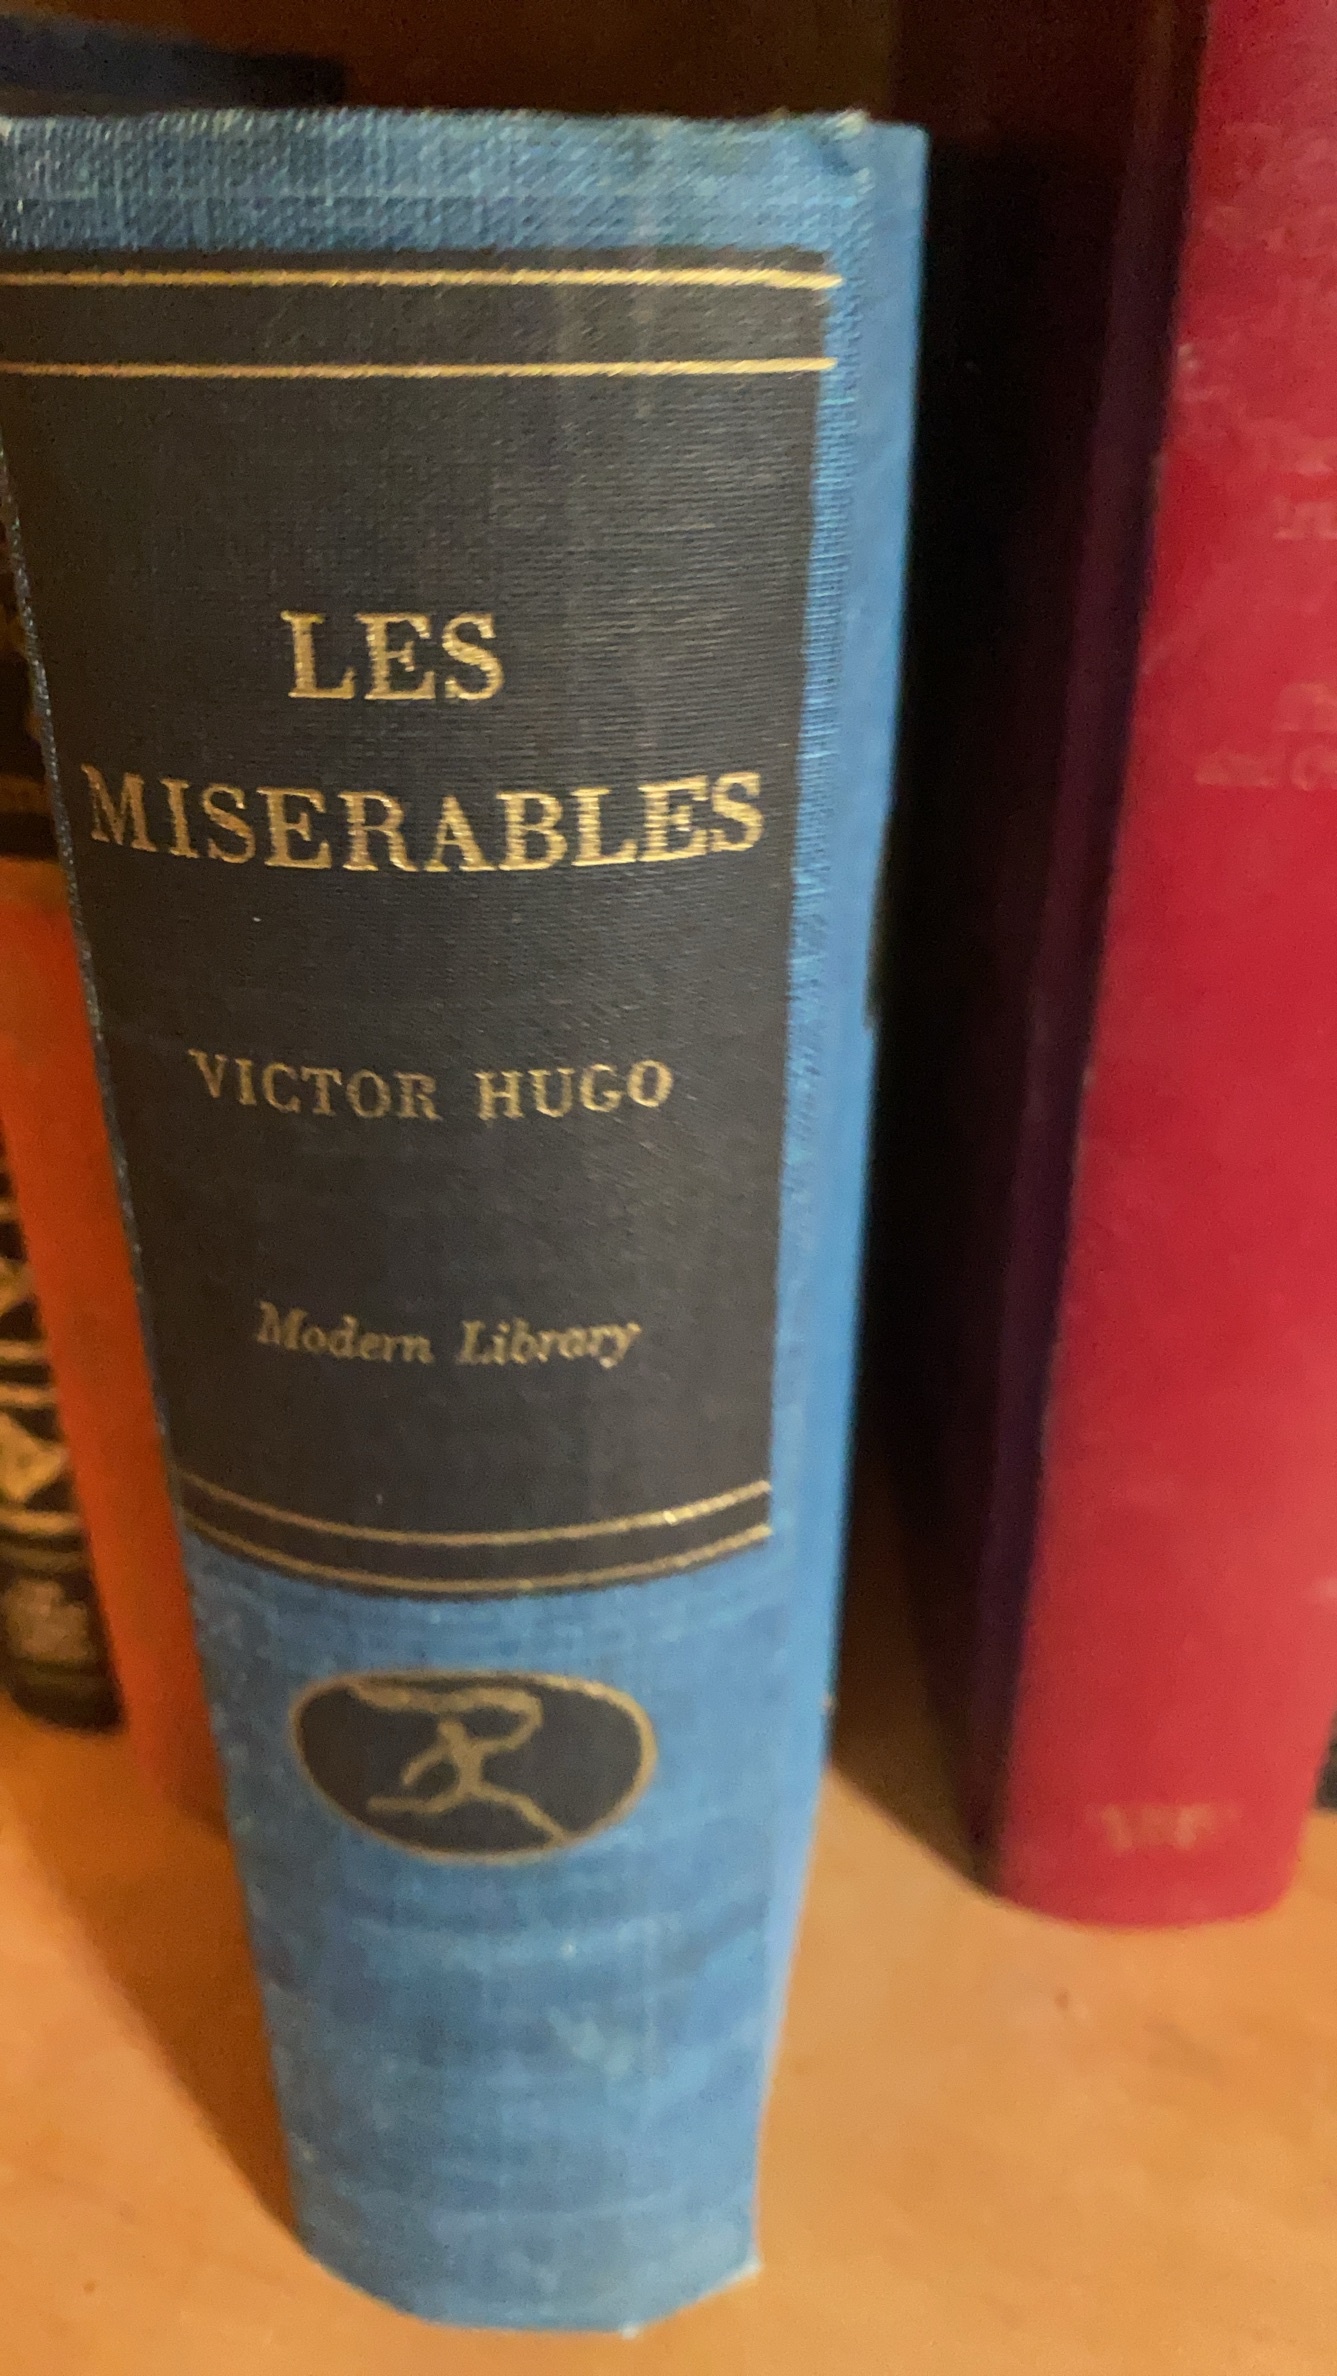 LES
MISERABLES
VICTOR HUGO
Modern Library